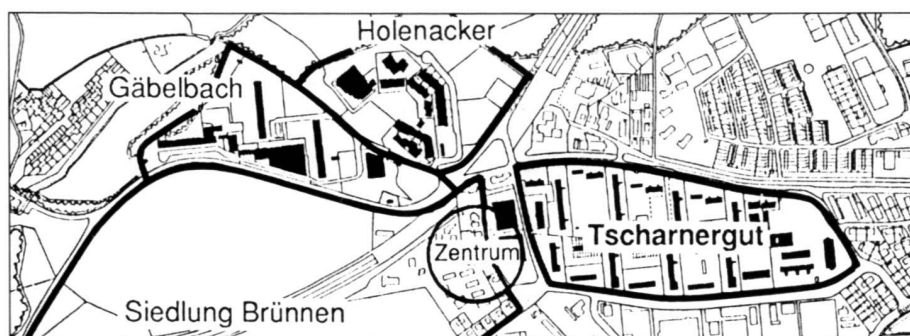 Holenacker
Gäbelbach
Tscharnergut
Zentrum
Siedlung Brünnen